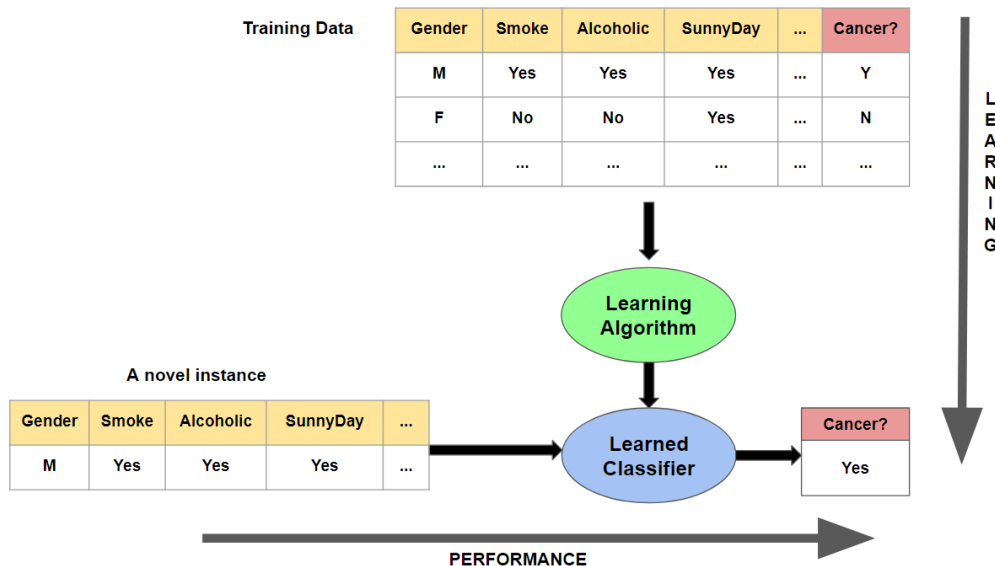 Training Data
Gender Smoke Alcoholic SunnyDay ... Cancer?
M Yes Yes Yes ... Y
F No No Yes ... N
... ... ... ... ... ...
LEARNING
Learning
Algorithm
A novel instance
Gender Smoke Alcoholic SunnyDay ...
M Yes Yes Yes ...
Learned
Classifier
Cancer?
Yes
PERFORMANCE